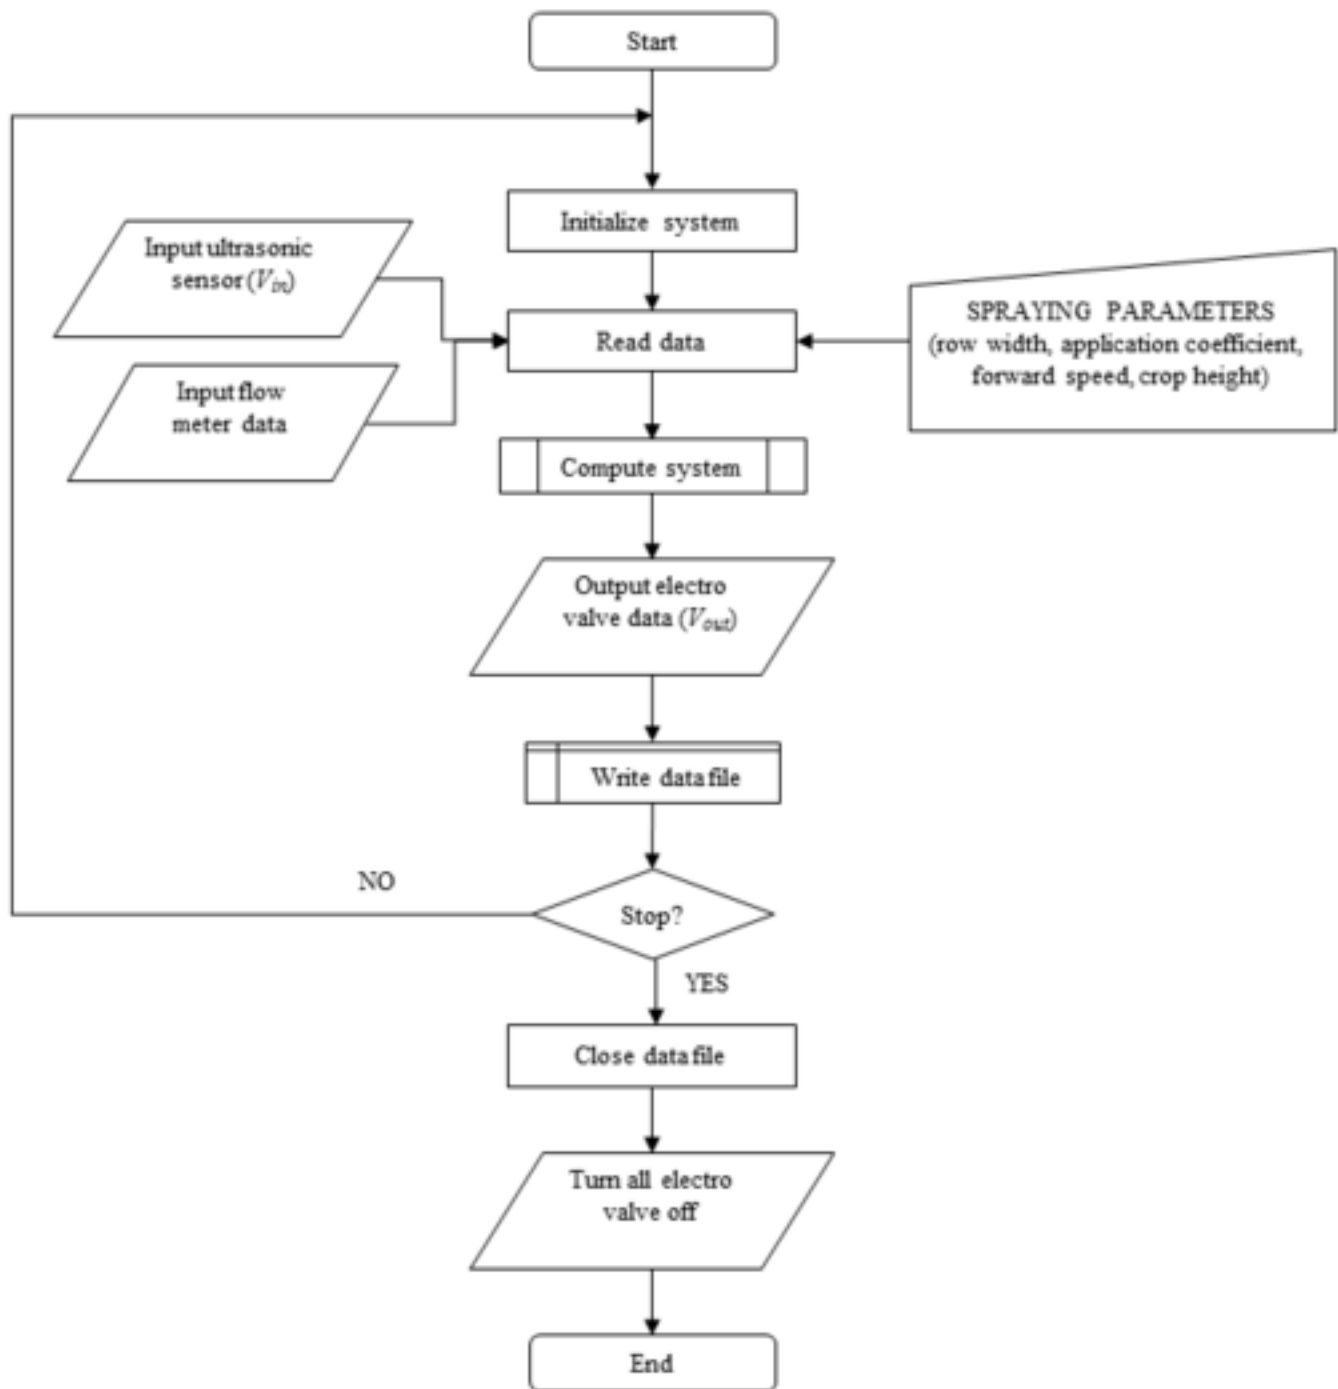 Start
Initialize system
Input ultrasonic
sensor (Vin)
SPRAYING PARAMETERS
(row width, application coefficient,
forward speed, crop height)
Read data
Input flow
meter data
Compute system
Output electro
valve data (Vout)
Write data file
NO
Stop?
YES
Close data file
Turn all electro
valve off
End